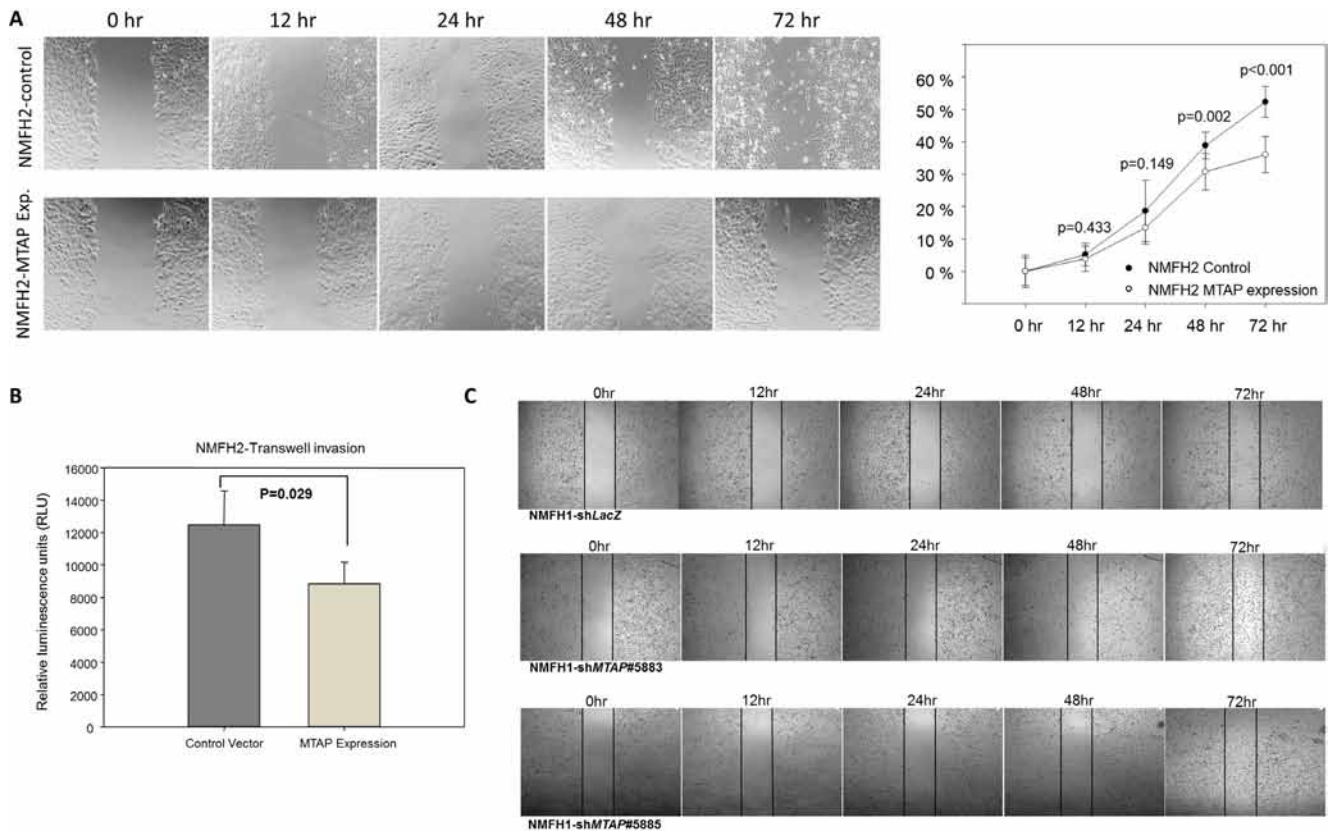 A
0 hr 12 hr 24 hr 48 hr 72 hr
NMFH2-control
NMFH2-MTAP Exp.
60 %
50 %
40 %
30 %
20 %
10 %
0 %
p=0.433
p=0.149
p=0.002
p<0.001
NMFH2 Control
NMFH2 MTAP expression
0 hr 12 hr 24 hr 48 hr 72 hr
B
NMFH2-Transwell invasion
Relative luminescence units (RLU)
16000
14000
12000
10000
8000
6000
4000
2000
0
P=0.029
Control Vector MTAP Expression
C
0hr 12hr 24hr 48hr 72hr
NMFH1-shLacZ
0hr 12hr 24hr 48hr 72hr
NMFH1-shMTAP#5883
0hr 12hr 24hr 48hr 72hr
NMFH1-shMTAP#5885